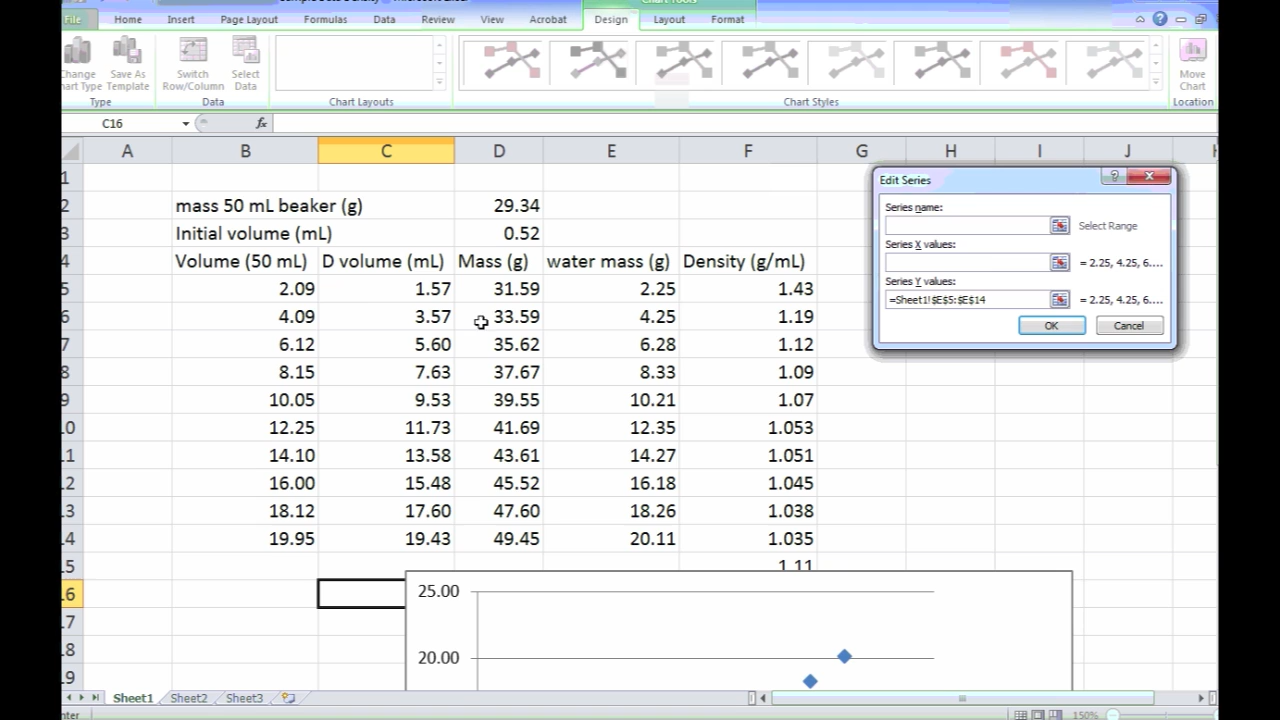 File Home Insert Page Layout Formulas Data Review View Acrobat Design Layout Format
Change Save As Switch Select Move
Chart Type Template Row/Column Data Chart
Type Data Chart Layouts Chart Styles Location
C16 fx
A B C D E F G H I J
1
2 mass 50 mL beaker (g) 29.34
3 Initial volume (mL) 0.52
4 Volume (50 mL) D volume (mL) Mass (g) water mass (g) Density (g/mL)
5 2.09 1.57 31.59 2.25 1.43
6 4.09 3.57 33.59 4.25 1.19
7 6.12 5.60 35.62 6.28 1.12
8 8.15 7.63 37.67 8.33 1.09
9 10.05 9.53 39.55 10.21 1.07
10 12.25 11.73 41.69 12.35 1.053
11 14.10 13.58 43.61 14.27 1.051
12 16.00 15.48 45.52 16.18 1.045
13 18.12 17.60 47.60 18.26 1.038
14 19.95 19.43 49.45 20.11 1.035
15 1.11
16
17
18
19
25.00
20.00
Edit Series
Series name:
Select Range
Series X values:
= 2.25, 4.25, 6....
Series Y values:
=Sheet1!$E$5:$E$14 = 2.25, 4.25, 6....
OK Cancel
Sheet1 Sheet2 Sheet3
150%